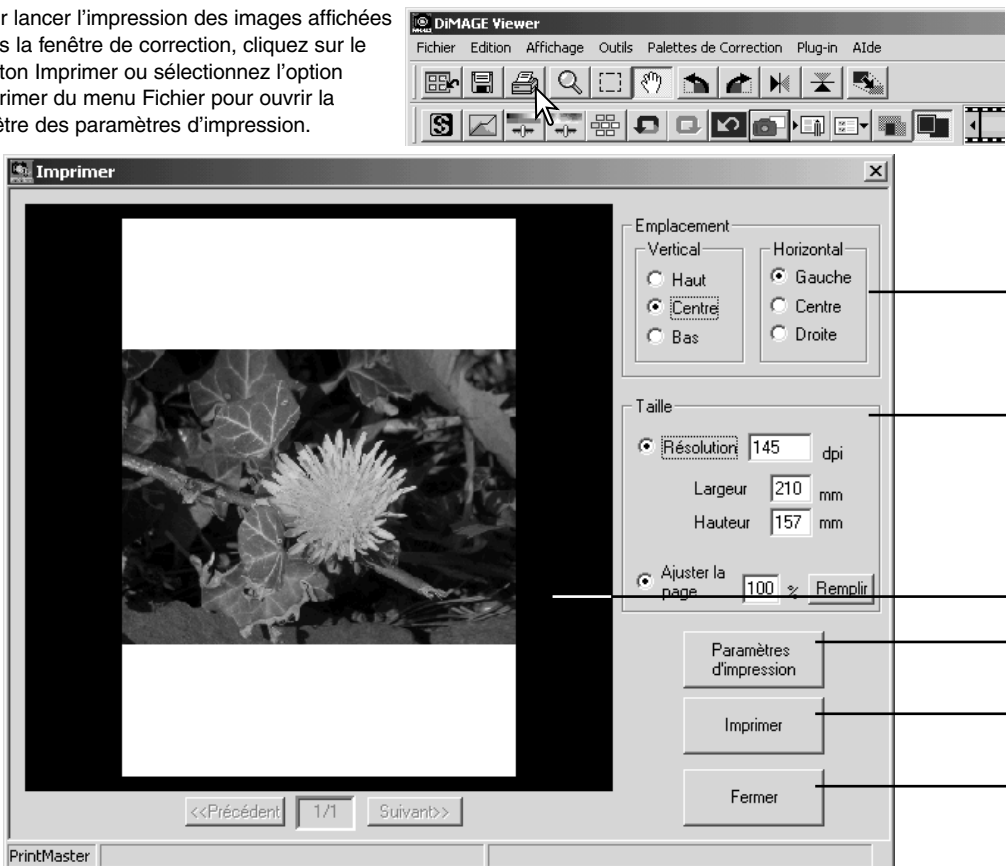 r lancer l’impression des images affichées
s la fenêtre de correction, cliquez sur le
ton Imprimer ou sélectionnez l’option
rimer du menu Fichier pour ouvrir la
être des paramètres d’impression.
DiMAGE Viewer
Fichier Edition Affichage Outils Palettes de Correction Plug-in AIde
S
Imprimer
Emplacement
Vertical
Haut
Centre
Bas
Horizontal
Gauche
Centre
Droite
Taille
Résolution 145 dpi
Largeur 210 mm
Hauteur 157 mm
Ajuster la
page 100 % Remplir
Paramètres
d'impression
Imprimer
Fermer
<<Précédent 1/1 Suivant>>
PrintMaster